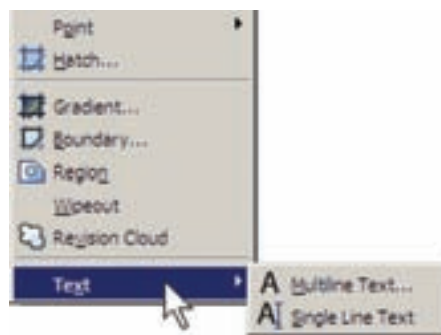 Point
Hatch...
Gradient...
Boundary...
Region
Wipeout
Revision Cloud
Text
A Multiline Text...
A Single Line Text